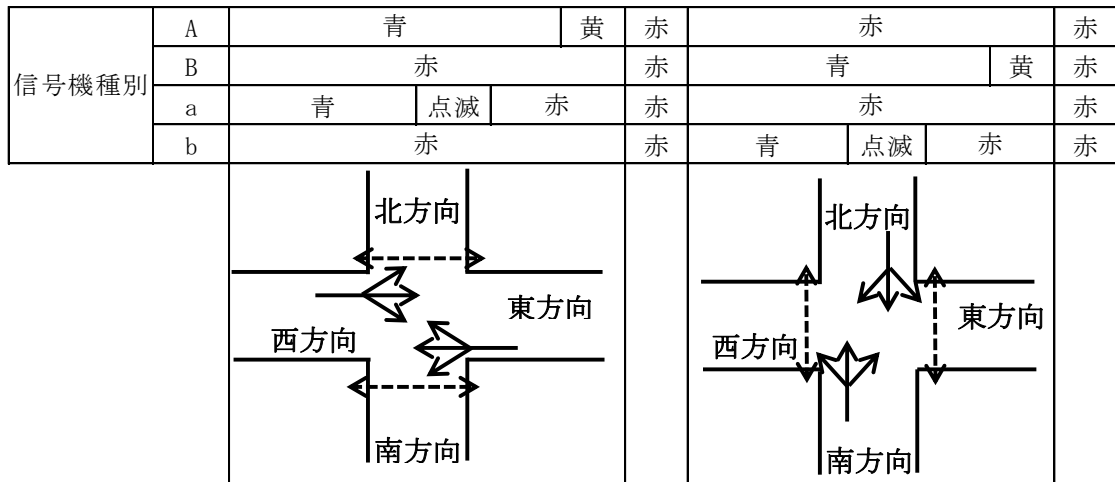 信号機種別
A 青 黄 赤 赤 赤
B 赤 赤 青 黄 赤
a 青 点滅 赤 赤 赤 赤
b 赤 赤 青 点滅 赤 赤
北方向
東方向
西方向
南方向
北方向
東方向
西方向
南方向